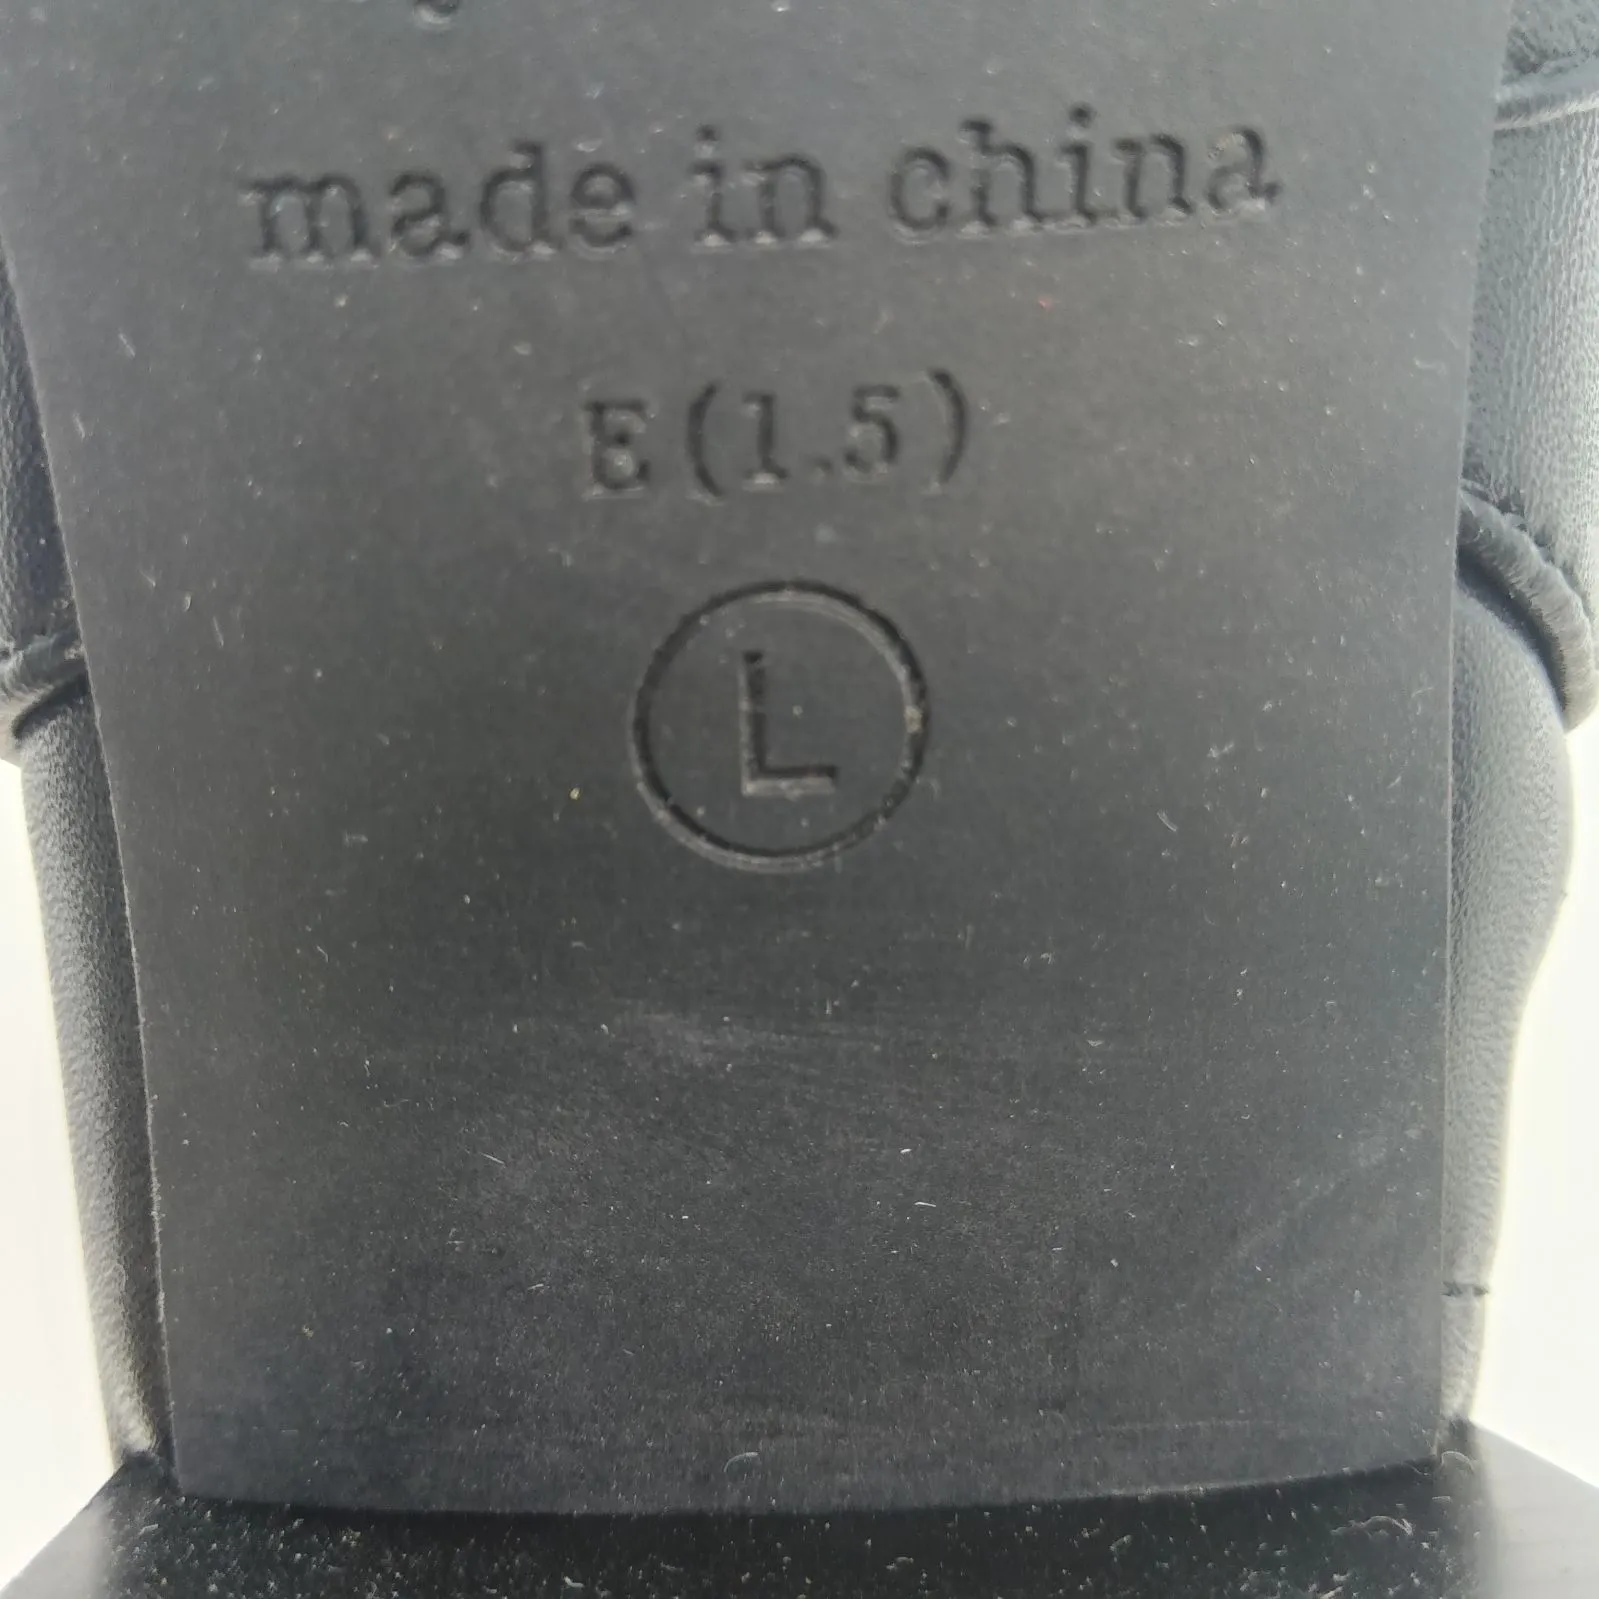 made in china
E(1.5)
L